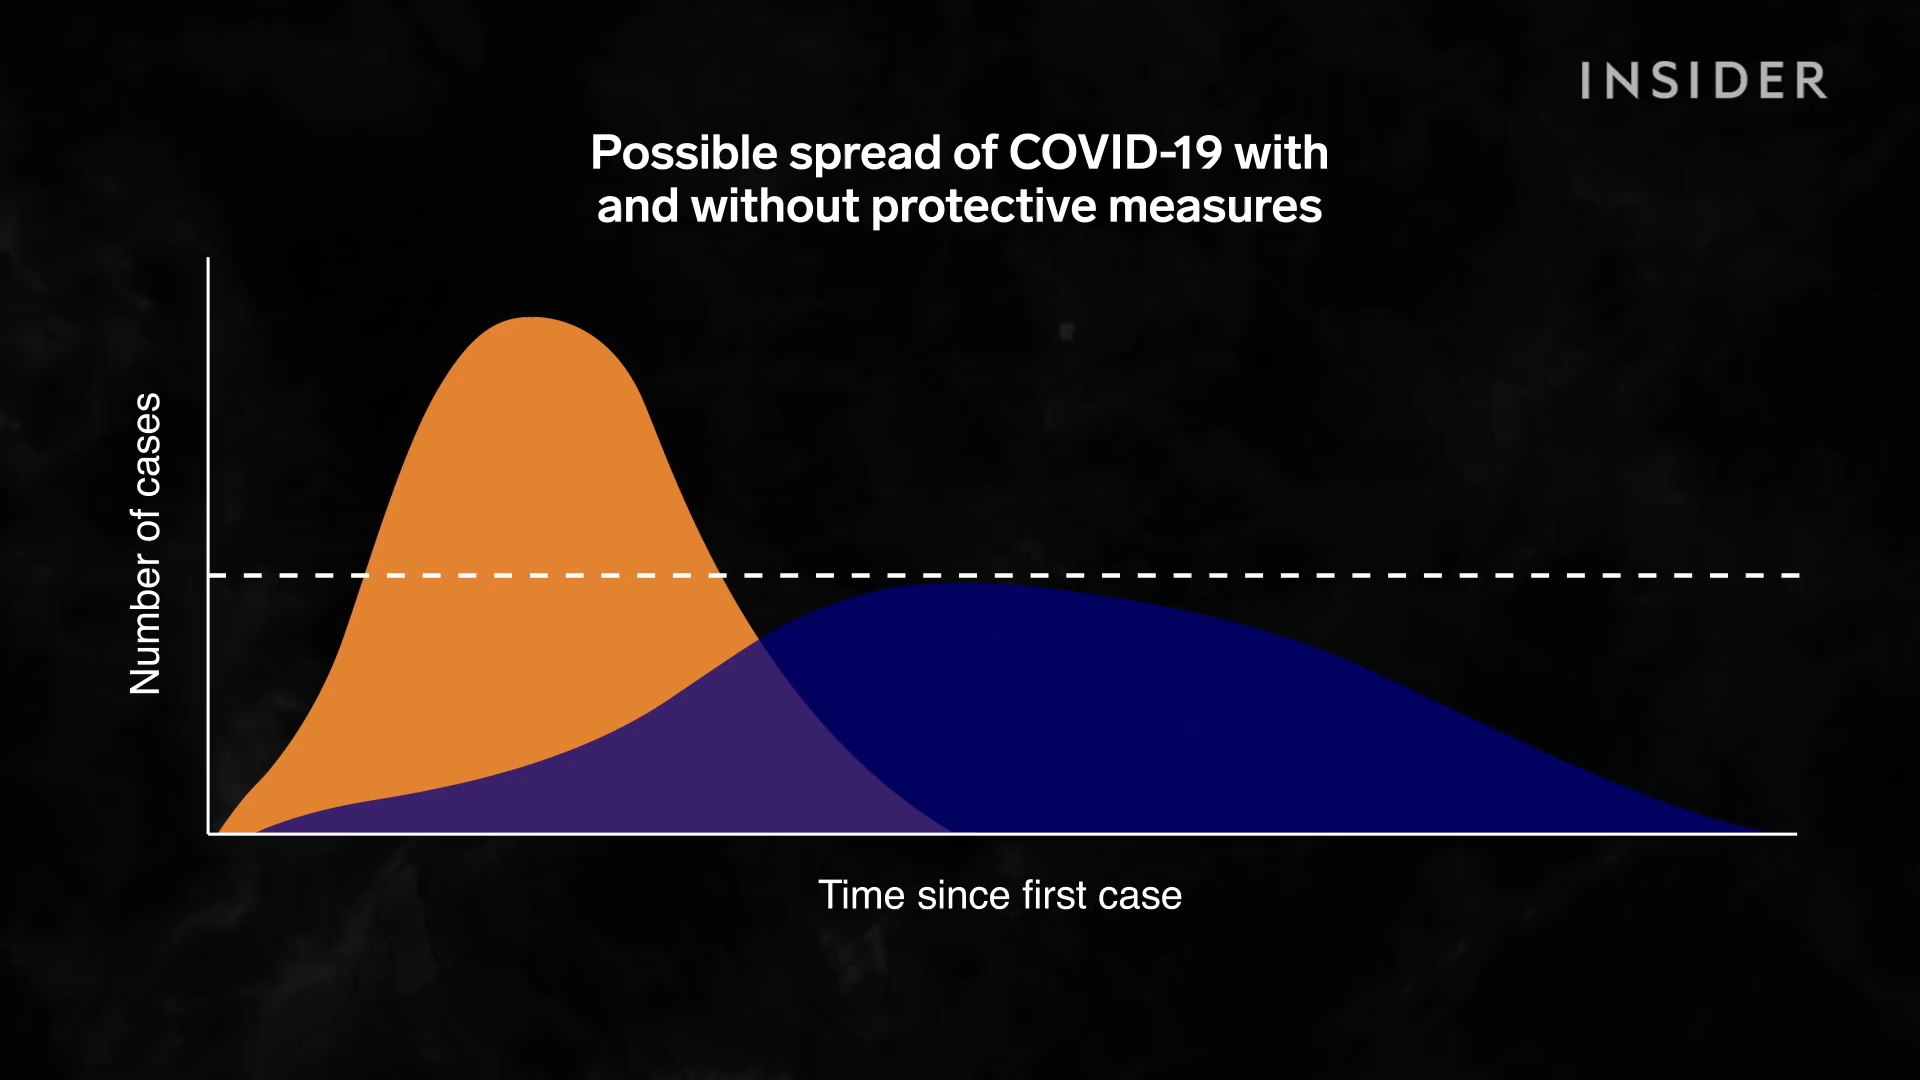 INSIDER
Possible spread of COVID-19 with
and without protective measures
Number of cases
Time since first case